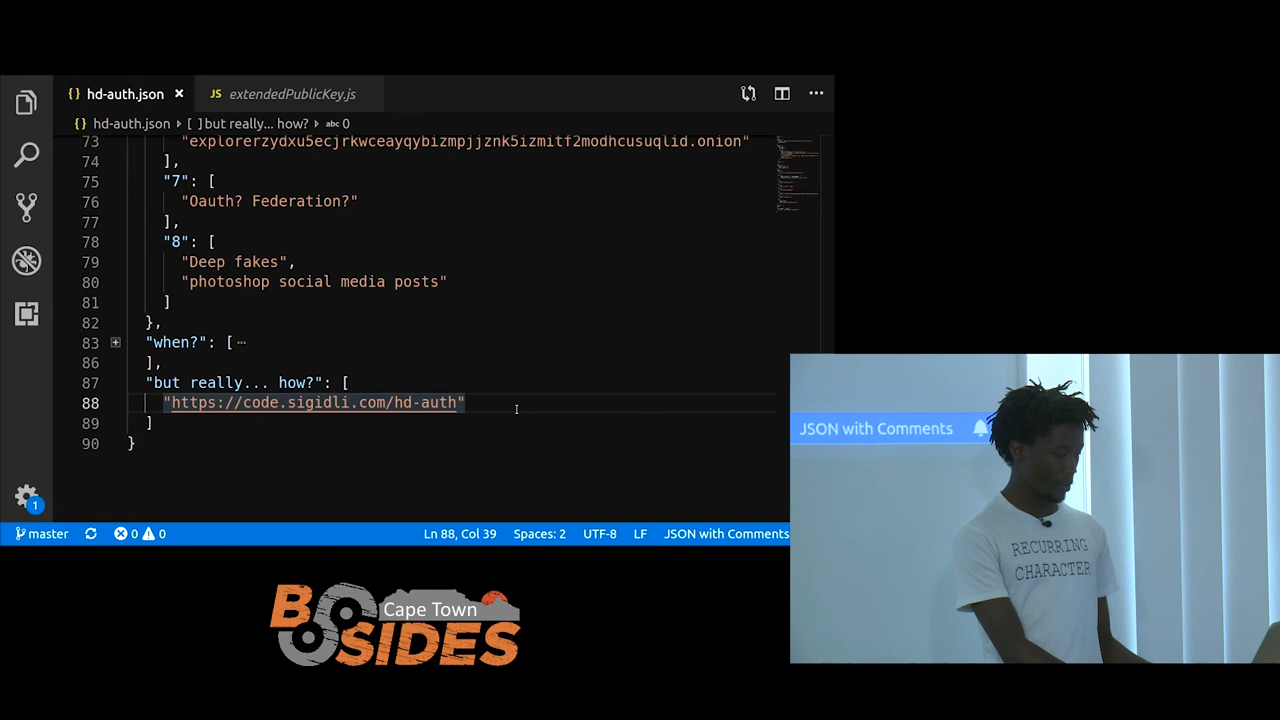 hd-auth.json
JS extendedPublicKey.js
{ } hd-auth.json [ ] but really... how? abc 0
73 "explorerzydxu5ecjrkwceayqybizmpjjznk5izmitf2modhcusuqlid.onion"
74 ],
75 "7": [
76 "Oauth? Federation?"
77 ],
78 "8": [
79 "Deep fakes",
80 "photoshop social media posts"
81 ]
82 },
83 "when?": [
86 ],
87 "but really... how?": [
88 "https://code.sigidli.com/hd-auth"
89 ]
90 }
1
master 0 0 Ln 88, Col 39 Spaces: 2 UTF-8 LF JSON with Comments
JSON with Comments
RECURRING
CHARACTER
B
Cape Town
SIDES